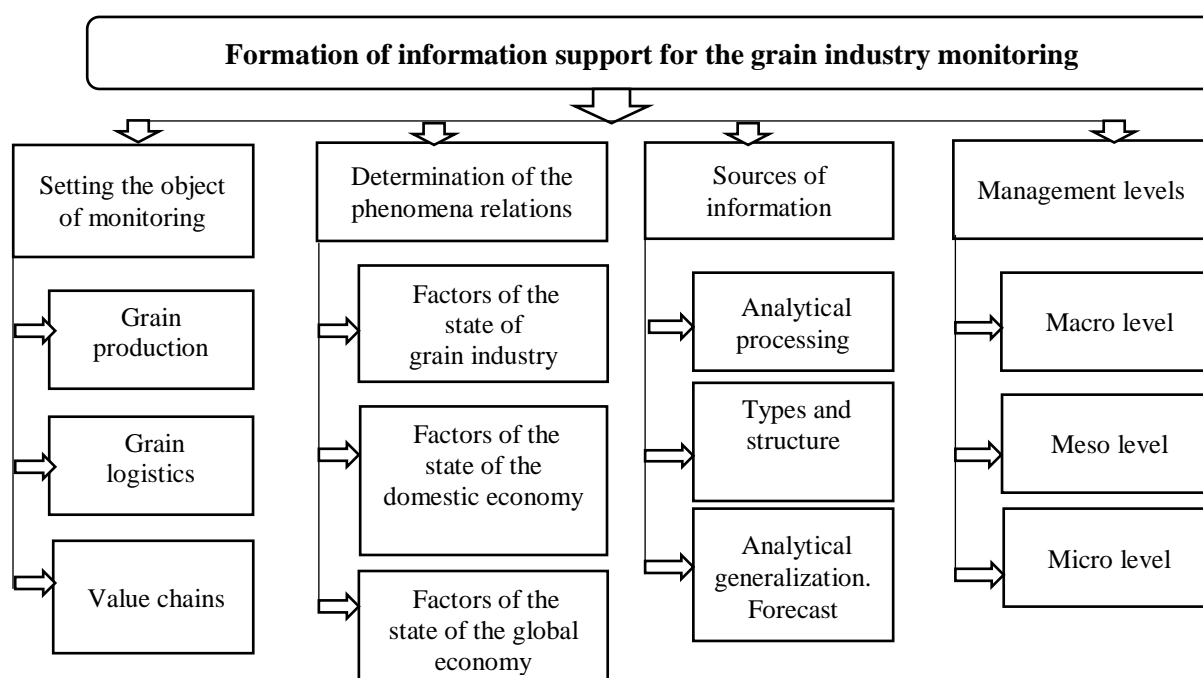 Formation of information support for the grain industry monitoring
Setting the object
of monitoring
Grain
production
Grain
logistics
Value chains
Determination of the
phenomena relations
Factors of the
state of
grain industry
Factors of the
state of the
domestic economy
Factors of the
state of the global
economy
Sources of
information
Analytical
processing
Types and
structure
Analytical
generalization.
Forecast
Management levels
Macro level
Meso level
Micro level